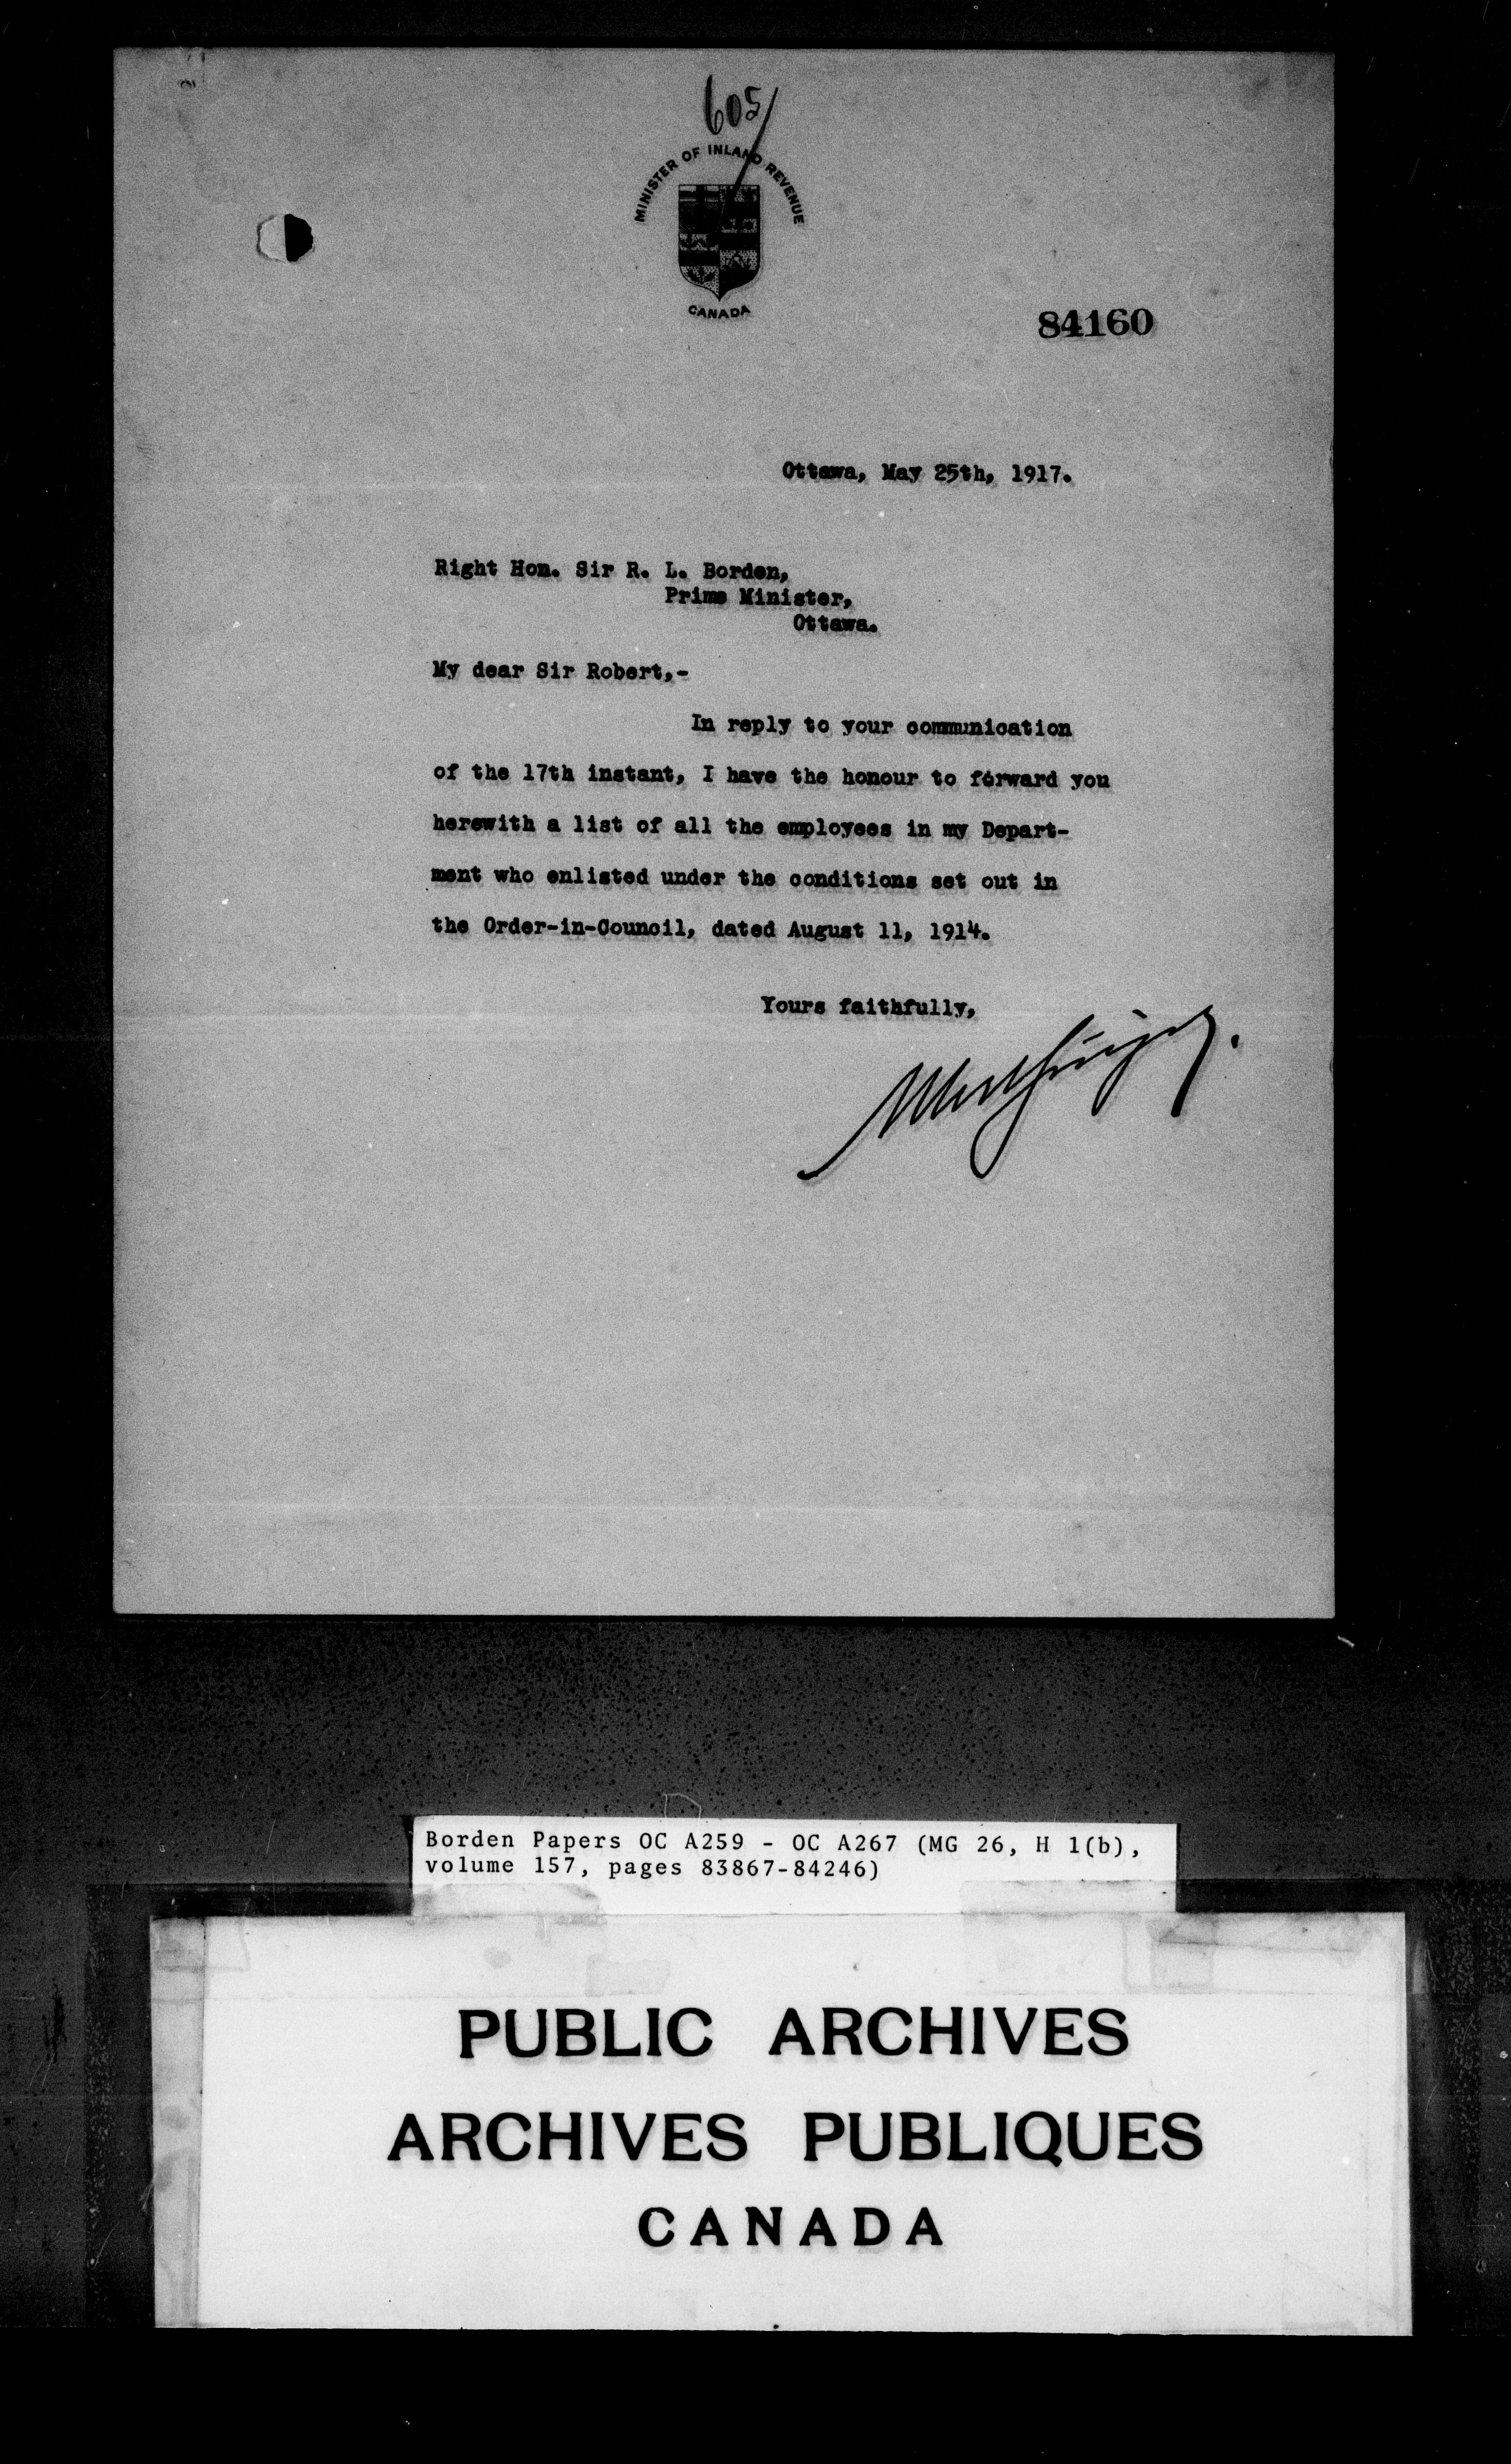 605
MINISTER OF INLAND REVENUE
CANADA
84160
Ottawa, May 25th, 1917.
Right Hon. Sir R. L. Borden,
Prime Minister,
Ottawa.
My dear Sir Robert,-
In reply to your communication
of the 17th instant, I have the honour to forward you
herewith a list of all the employees in my Depart-
ment who enlisted under the conditions set out in
the Order-in-Council, dated August 11, 1914.
Yours faithfully,
Borden Papers OC A259 - OC A267 (MG 26, H 1(b),
volume 157, pages 83867-84246)
PUBLIC ARCHIVES
ARCHIVES PUBLIQUES
CANADA